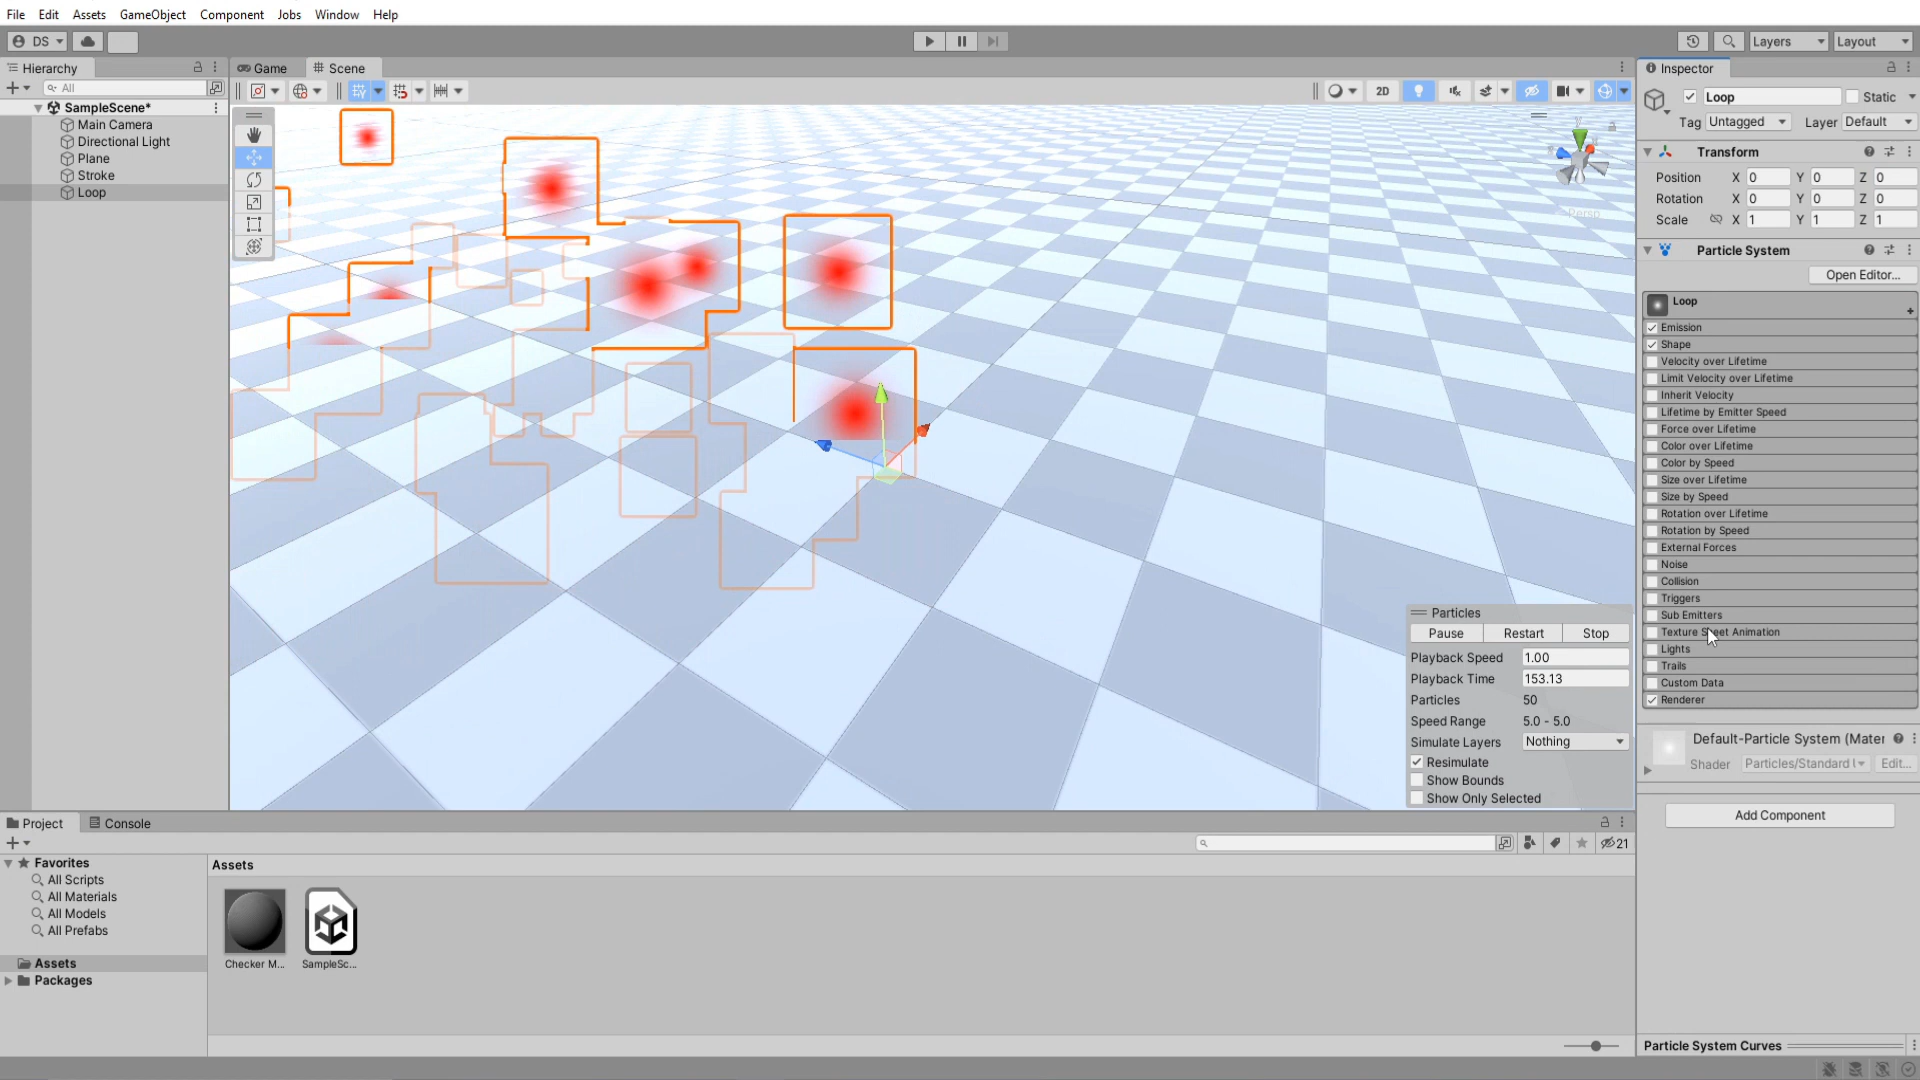 File Edit Assets GameObject Component Jobs Window Help
DS Layers Layout
Hierarchy
All
SampleScene*
Main Camera
Directional Light
Plane
Stroke
Loop
Game Scene
2D
Y
Persp
Particles
Pause Restart Stop
Playback Speed 1.00
Playback Time 153.13
Particles 50
Speed Range 5.0 - 5.0
Simulate Layers Nothing
Resimulate
Show Bounds
Show Only Selected
Inspector
Loop Static
Tag Untagged Layer Default
Transform
Position X 0 Y 0 Z 0
Rotation X 0 Y 0 Z 0
Scale X 1 Y 1 Z 1
Particle System
Open Editor...
Loop
Emission
Shape
Velocity over Lifetime
Limit Velocity over Lifetime
Inherit Velocity
Lifetime by Emitter Speed
Force over Lifetime
Color over Lifetime
Color by Speed
Size over Lifetime
Size by Speed
Rotation over Lifetime
Rotation by Speed
External Forces
Noise
Collision
Triggers
Sub Emitters
Texture Sheet Animation
Lights
Trails
Custom Data
Renderer
Default-Particle System (Mater
Shader Particles/Standard U Edit...
Add Component
Particle System Curves
Project Console
21
Favorites
All Scripts
All Materials
All Models
All Prefabs
Assets
Packages
Assets
Checker M... SampleSc...